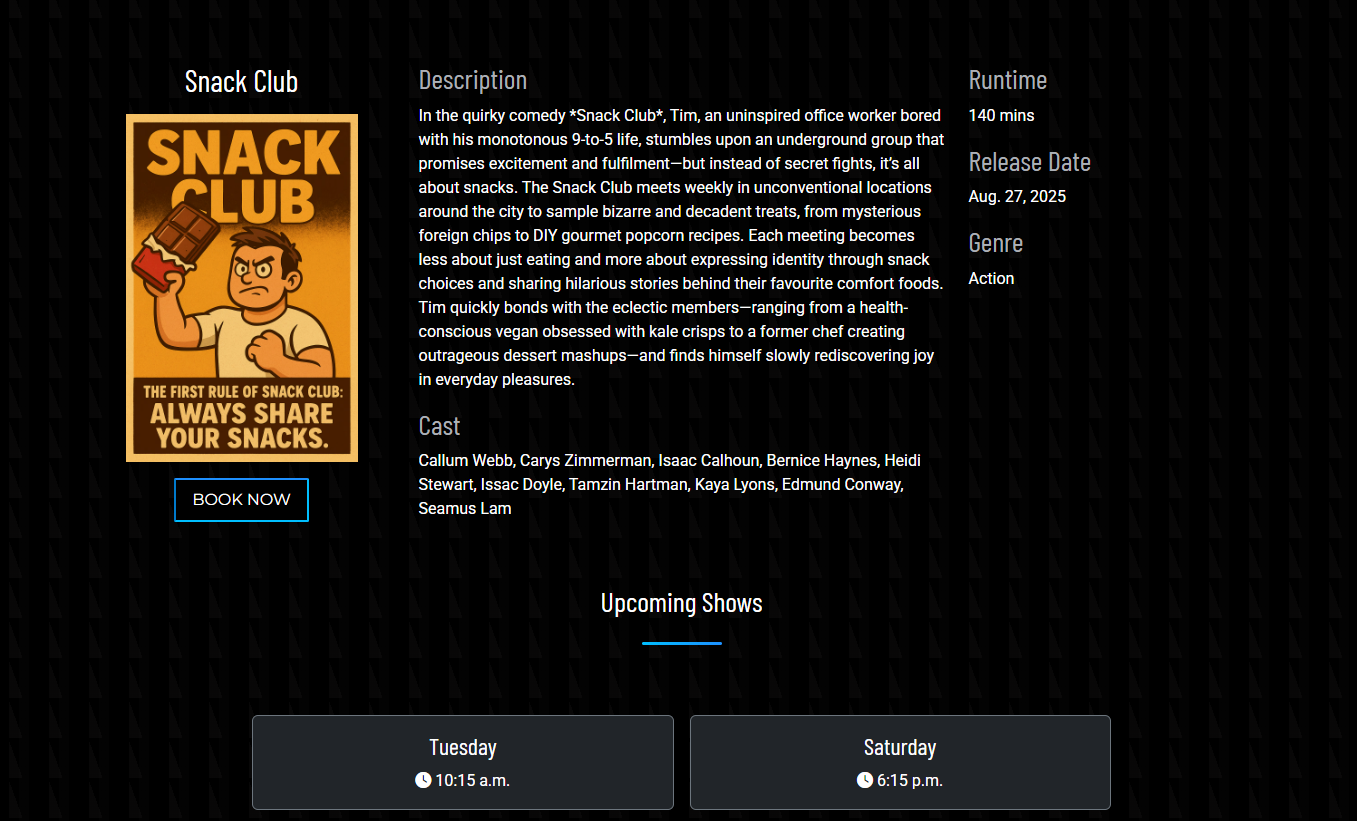 Snack Club
SNACK
CLUB
THE FIRST RULE OF SNACK CLUB:
ALWAYS SHARE
YOUR SNACKS.
BOOK NOW
Description
In the quirky comedy *Snack Club*, Tim, an uninspired office worker bored
with his monotonous 9-to-5 life, stumbles upon an underground group that
promises excitement and fulfilment—but instead of secret fights, it's all
about snacks. The Snack Club meets weekly in unconventional locations
around the city to sample bizarre and decadent treats, from mysterious
foreign chips to DIY gourmet popcorn recipes. Each meeting becomes
less about just eating and more about expressing identity through snack
choices and sharing hilarious stories behind their favourite comfort foods.
Tim quickly bonds with the eclectic members—ranging from a health-
conscious vegan obsessed with kale crisps to a former chef creating
outrageous dessert mashups—and finds himself slowly rediscovering joy
in everyday pleasures.
Cast
Callum Webb, Carys Zimmerman, Isaac Calhoun, Bernice Haynes, Heidi
Stewart, Issac Doyle, Tamzin Hartman, Kaya Lyons, Edmund Conway,
Seamus Lam
Runtime
140 mins
Release Date
Aug. 27, 2025
Genre
Action
Upcoming Shows
Tuesday
10:15 a.m.
Saturday
6:15 p.m.